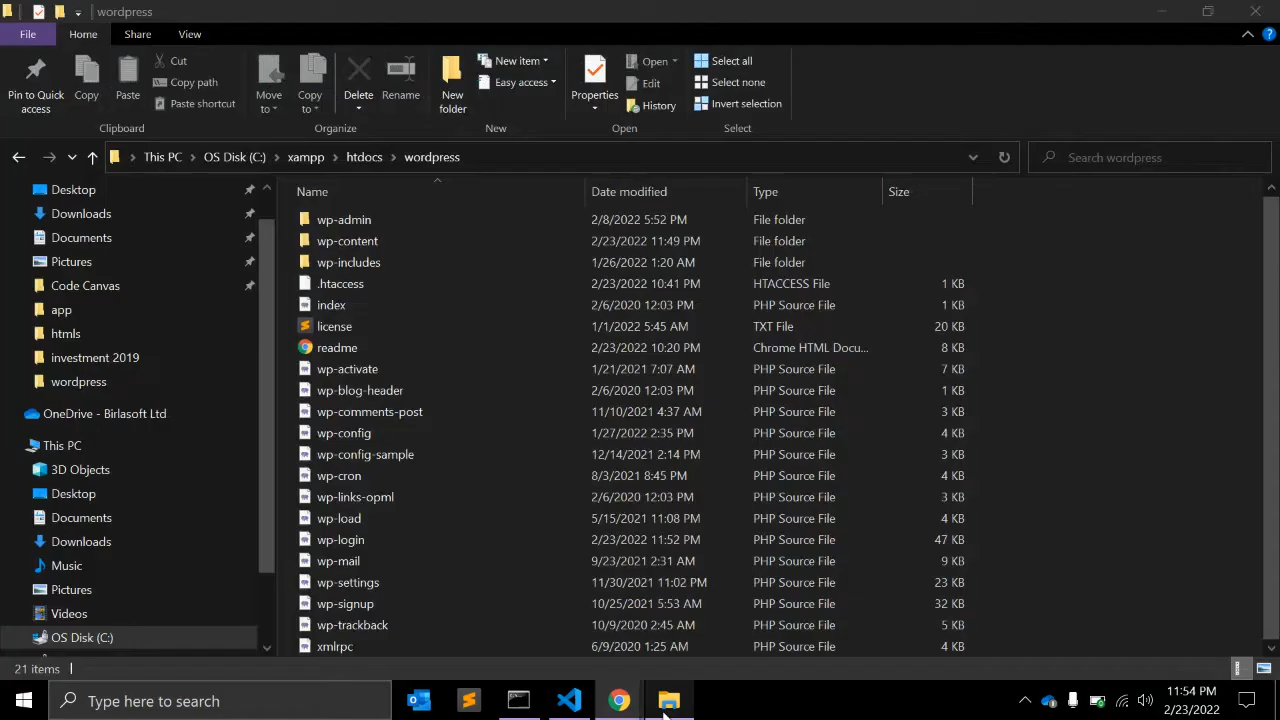 wordpress
File Home Share View
Pin to Quick access
Copy
Paste
Cut
Copy path
Paste shortcut
Clipboard
Move to
Copy to
Delete
Rename
Organize
New folder
New item
Easy access
New
Properties
Open
Edit
History
Open
Select all
Select none
Invert selection
Select
This PC > OS Disk (C:) > xampp > htdocs > wordpress
Search wordpress
Desktop
Downloads
Documents
Pictures
Code Canvas
app
htmls
investment 2019
wordpress
OneDrive - Birlasoft Ltd
This PC
3D Objects
Desktop
Documents
Downloads
Music
Pictures
Videos
OS Disk (C:)
Name Date modified Type Size
wp-admin 2/8/2022 5:52 PM File folder
wp-content 2/23/2022 11:49 PM File folder
wp-includes 1/26/2022 1:20 AM File folder
.htaccess 2/23/2022 10:41 PM HTACCESS File 1 KB
index 2/6/2020 12:03 PM PHP Source File 1 KB
license 1/1/2022 5:45 AM TXT File 20 KB
readme 2/23/2022 10:20 PM Chrome HTML Docu... 8 KB
wp-activate 1/21/2021 7:07 AM PHP Source File 7 KB
wp-blog-header 2/6/2020 12:03 PM PHP Source File 1 KB
wp-comments-post 11/10/2021 4:37 AM PHP Source File 3 KB
wp-config 1/27/2022 2:35 PM PHP Source File 4 KB
wp-config-sample 12/14/2021 2:14 PM PHP Source File 3 KB
wp-cron 8/3/2021 8:45 PM PHP Source File 4 KB
wp-links-opml 2/6/2020 12:03 PM PHP Source File 3 KB
wp-load 5/15/2021 11:08 PM PHP Source File 4 KB
wp-login 2/23/2022 11:52 PM PHP Source File 47 KB
wp-mail 9/23/2021 2:31 AM PHP Source File 9 KB
wp-settings 11/30/2021 11:02 PM PHP Source File 23 KB
wp-signup 10/25/2021 5:53 AM PHP Source File 32 KB
wp-trackback 10/9/2020 2:45 AM PHP Source File 5 KB
xmlrpc 6/9/2020 1:25 AM PHP Source File 4 KB
21 items
Type here to search
11:54 PM
2/23/2022